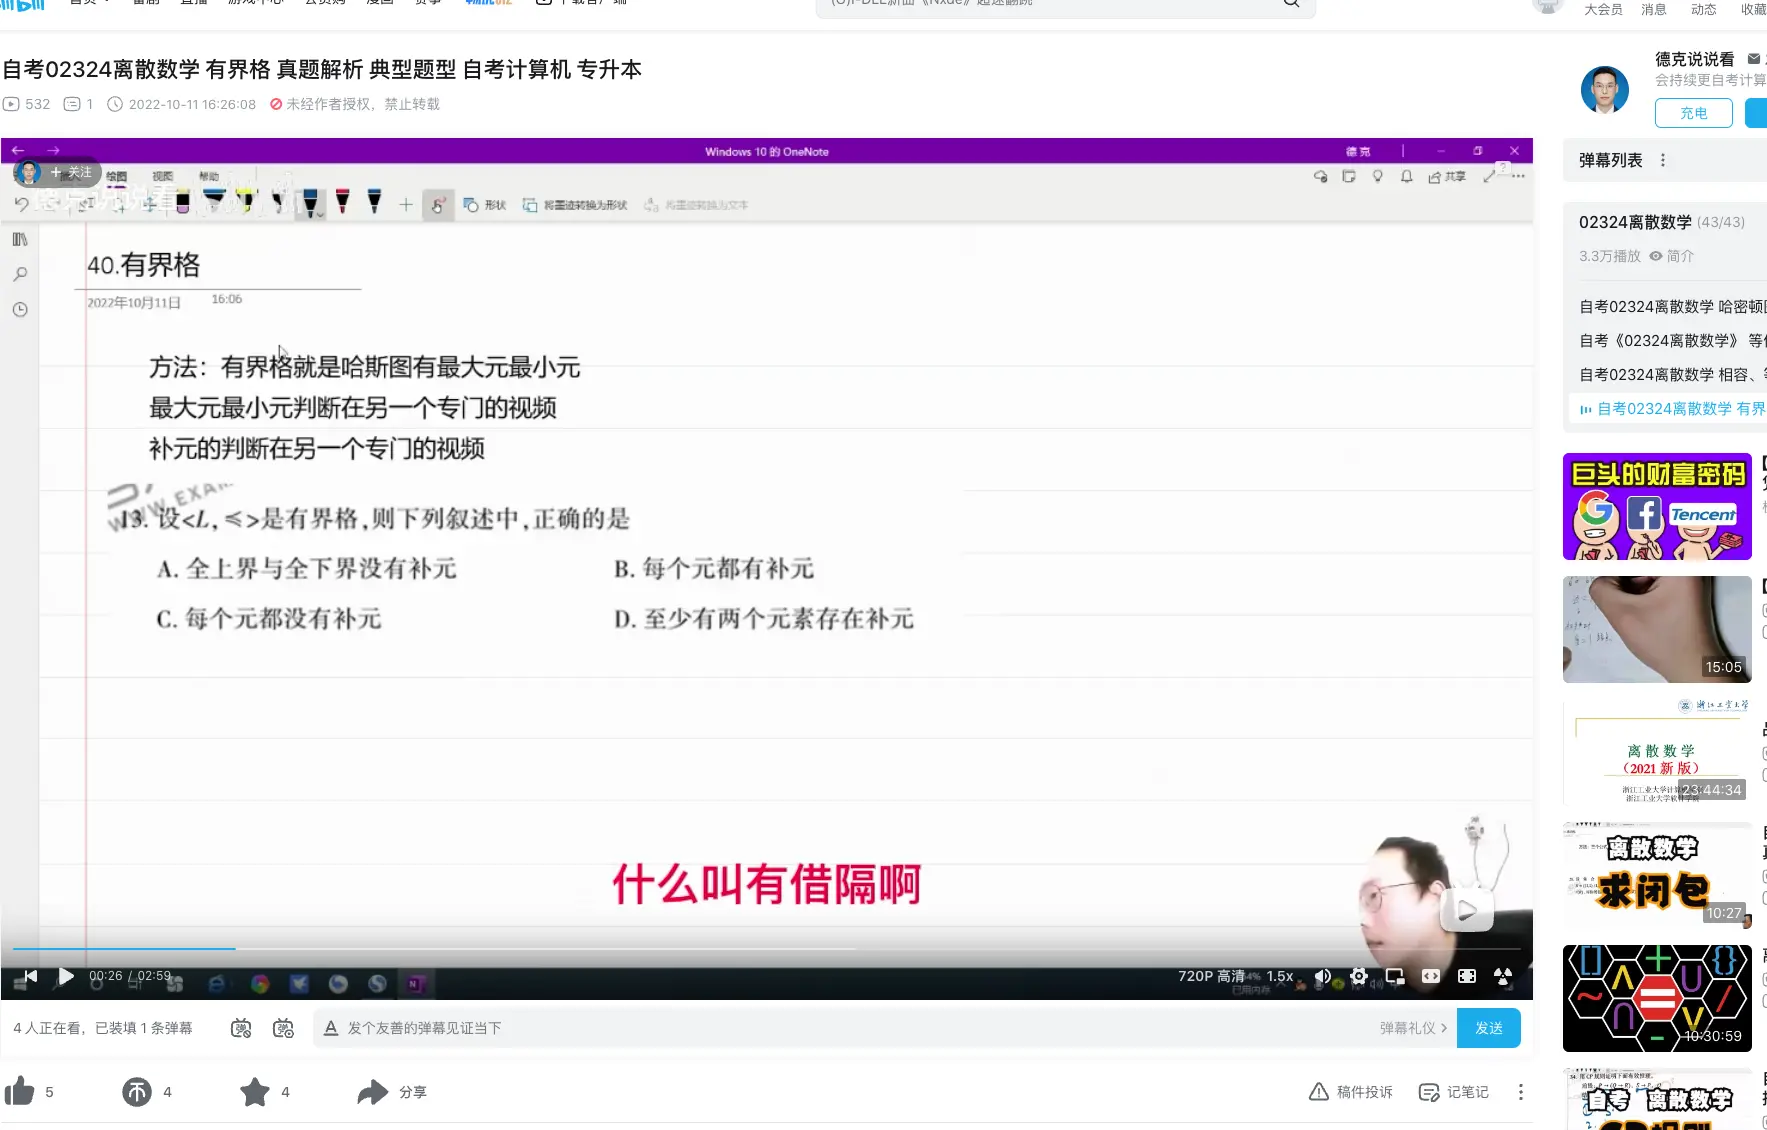 大会员 消息 动态 收藏
自考02324离散数学 有界格 真题解析 典型题型 自考计算机 专升本
532 1 2022-10-11 16:26:08 未经作者授权，禁止转载
德克说说看
会持续更自考计算
充电
Windows 10 的 OneNote
德 克
+ 关注
绘图 视图 帮助
共享
形状 将墨迹转换为形状 将墨迹转换为文本
40.有界格
2022年10月11日 16:06
方法：有界格就是哈斯图有最大元最小元
最大元最小元判断在另一个专门的视频
补元的判断在另一个专门的视频
13. 设<L,≤>是有界格,则下列叙述中,正确的是
A. 全上界与全下界没有补元 B. 每个元都有补元
C. 每个元都没有补元 D. 至少有两个元素存在补元
什么叫有借隔啊
00:26 / 02:59
720P 高清 1.5x
4 人正在看，已装填 1 条弹幕
发个友善的弹幕见证当下
弹幕礼仪 >
发送
5 4 4 分享
稿件投诉 记笔记
弹幕列表
02324离散数学 (43/43)
3.3万播放 简介
自考02324离散数学 哈密顿
自考《02324离散数学》 等
自考02324离散数学 相容、
自考02324离散数学 有界
巨头的财富密码
Tencent
15:05
浙江工业大学
离 散 数 学
（2021 新 版）
23:44:34
离散数学
求闭包
10:27
10:30:59
自考 离散数学